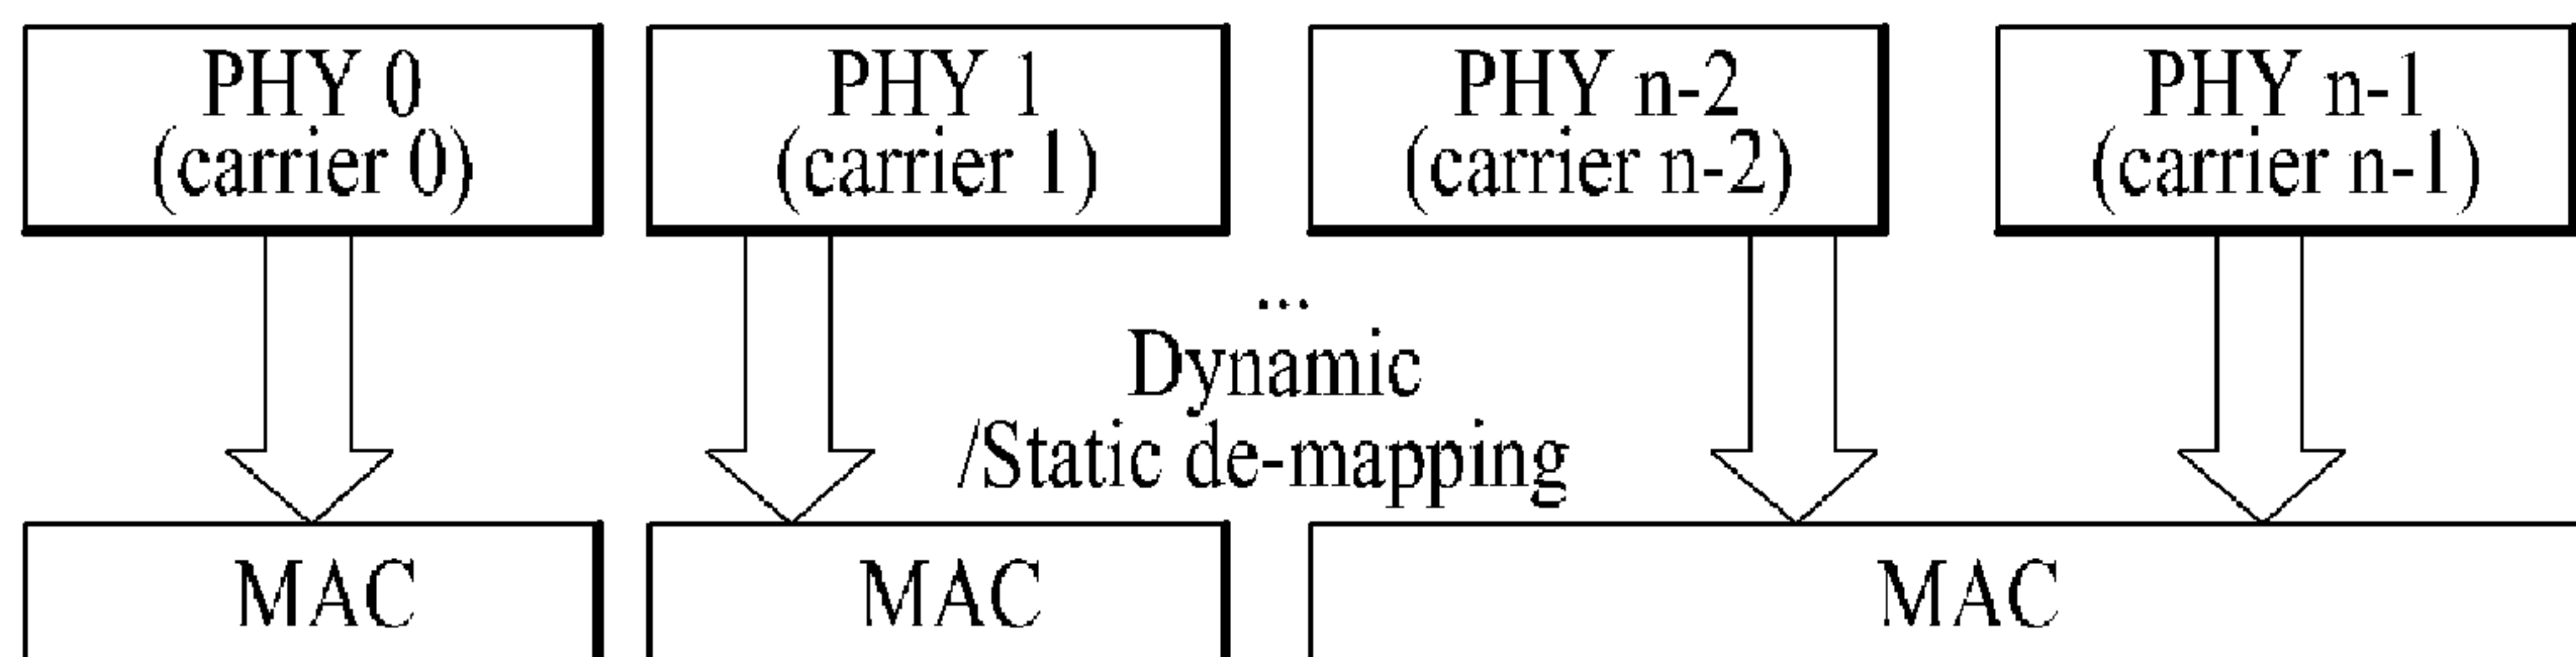 PHY 0
(carrier 0)
PHY 1
(carrier 1)
PHY n-2
(carrier n-2)
PHY n-1
(carrier n-1)
...
Dynamic
/Static de-mapping
MAC
MAC
MAC